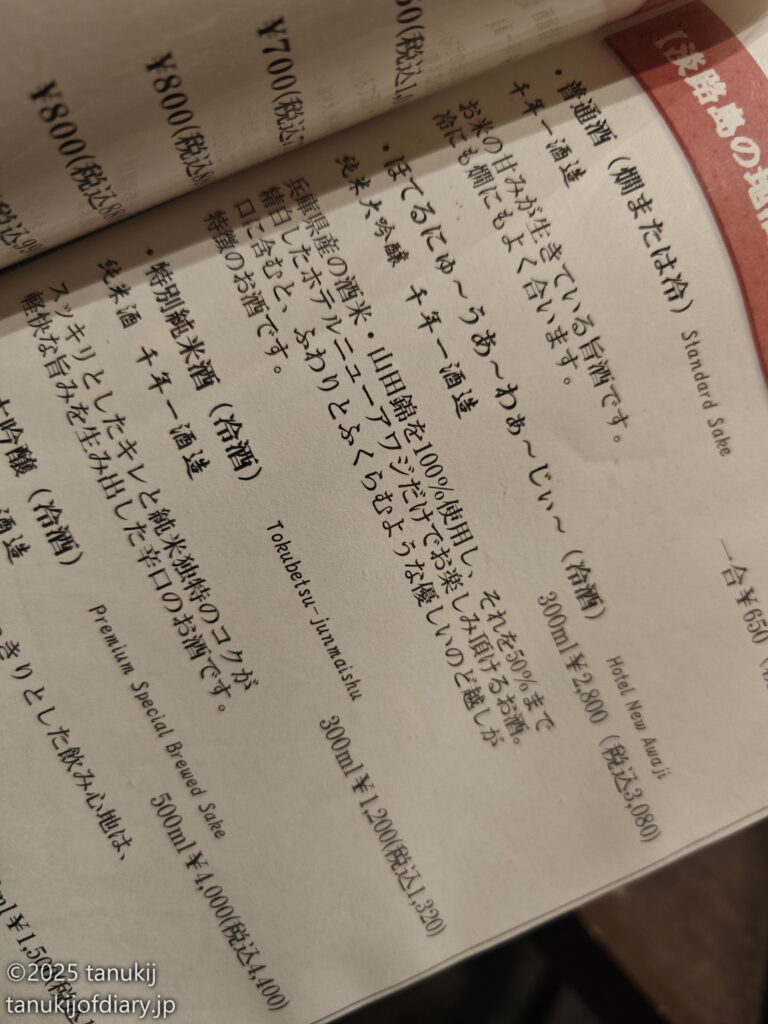 【淡路島の地
・普通酒（燗または冷） Standard Sake
千年一酒造
一合¥650
お米の甘みが生きている旨酒です。
冷にも燗にもよく合います。
・ほてるにゅ〜うあ〜わぁ〜じぃ〜（冷酒） Hotel New Awaji
純米大吟醸 千年一酒造
300ml¥2,800（税込3,080）
兵庫県産の酒米・山田錦を100%使用し、それを50%まで
精白したホテルニューアワジだけでお楽しみ頂けるお酒。
口に含むと、ふわりとふくらむような優しいのど越しが
特徴のお酒です。
・特別純米酒（冷酒） Tokubetsu-junmaishu
純米酒 千年一酒造
300ml¥1,200(税込1,320)
スッキリとしたキレと純米独特のコクが
軽快な旨みを生み出した辛口のお酒です。
吟醸（冷酒） Premium Special Brewed Sake
酒造
500ml¥4,000(税込4,400)
きりとした飲み心地は、
¥700(税込
¥800(税込
¥800(税込
©2025 tanukij
tanukijofdiary.jp